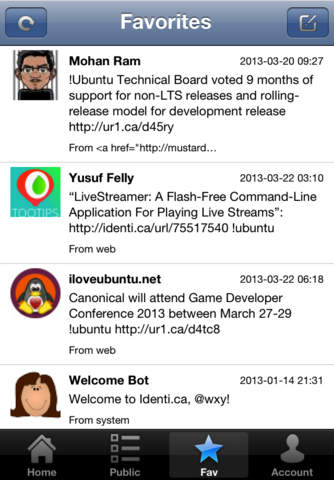 Favorites
Mohan Ram 2013-03-20 09:27
!Ubuntu Technical Board voted 9 months of
support for non-LTS releases and rolling-
release model for development release
http://ur1.ca/d45ry
From <a href="http://mustard...
Yusuf Felly 2013-03-22 03:10
“LiveStreamer: A Flash-Free Command-Line
Application For Playing Live Streams”:
http://identi.ca/url/75517540 !ubuntu
TOOTIPS
From web
iloveubuntu.net 2013-03-22 06:18
Canonical will attend Game Developer
Conference 2013 between March 27-29
!ubuntu http://ur1.ca/d4tc8
From web
Welcome Bot 2013-01-14 21:31
Welcome to Identi.ca, @wxy!
From system
Home Public Fav Account